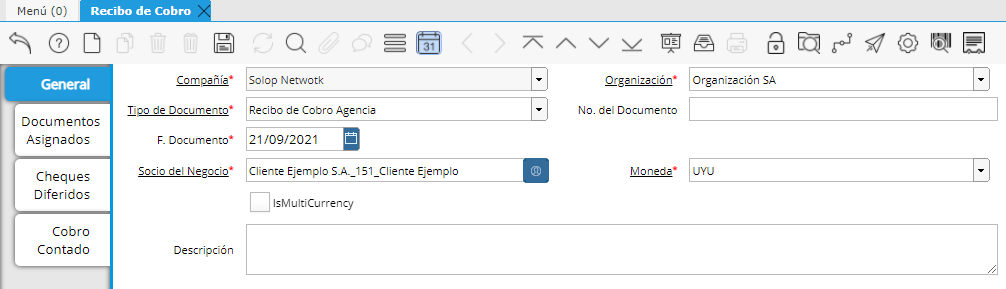 Menú (0)
Recibo de Cobro
31
General
Documentos
Asignados
Cheques
Diferidos
Cobro
Contado
Compañía*
Solop Netwotk
Organización*
Organización SA
Tipo de Documento*
Recibo de Cobro Agencia
No. del Documento
F. Documento*
21/09/2021
Socio del Negocio*
Cliente Ejemplo S.A._151_Cliente Ejemplo
Moneda*
UYU
IsMultiCurrency
Descripción